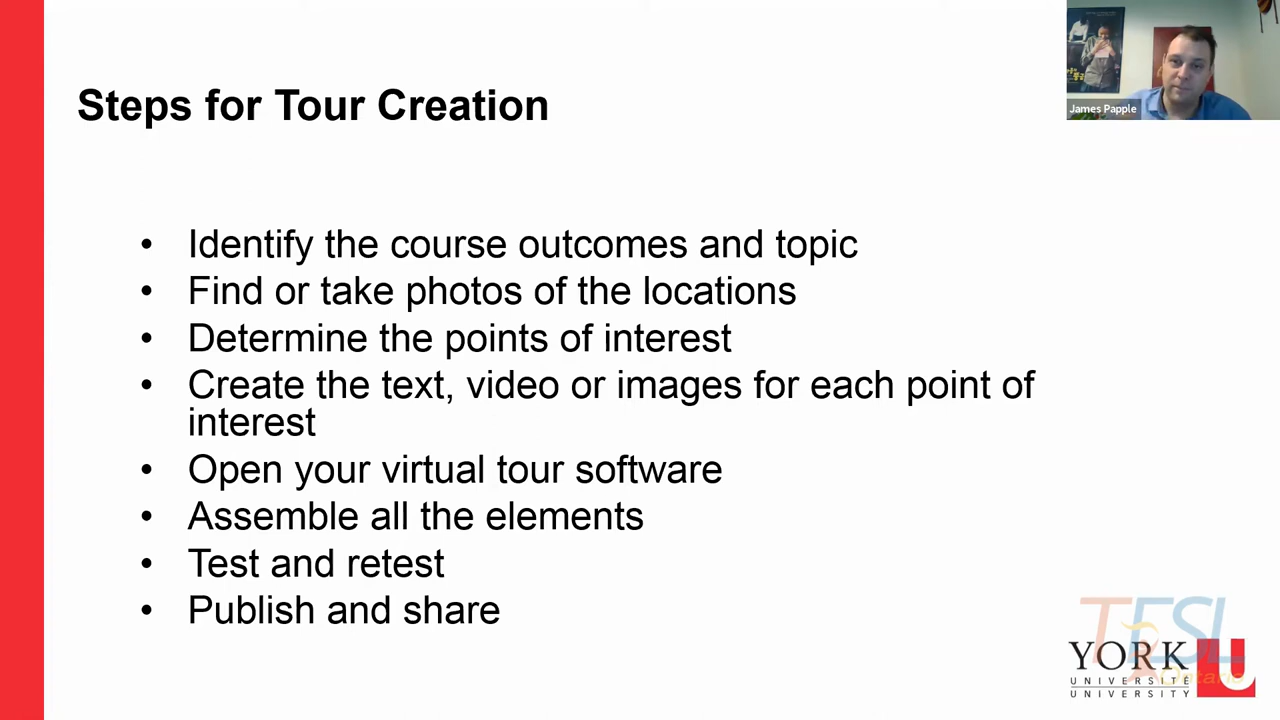 Steps for Tour Creation
James Papple
• Identify the course outcomes and topic
• Find or take photos of the locations
• Determine the points of interest
• Create the text, video or images for each point of
interest
• Open your virtual tour software
• Assemble all the elements
• Test and retest
• Publish and share
TESL
Ontario
YORK U
UNIVERSITÉ
UNIVERSITY